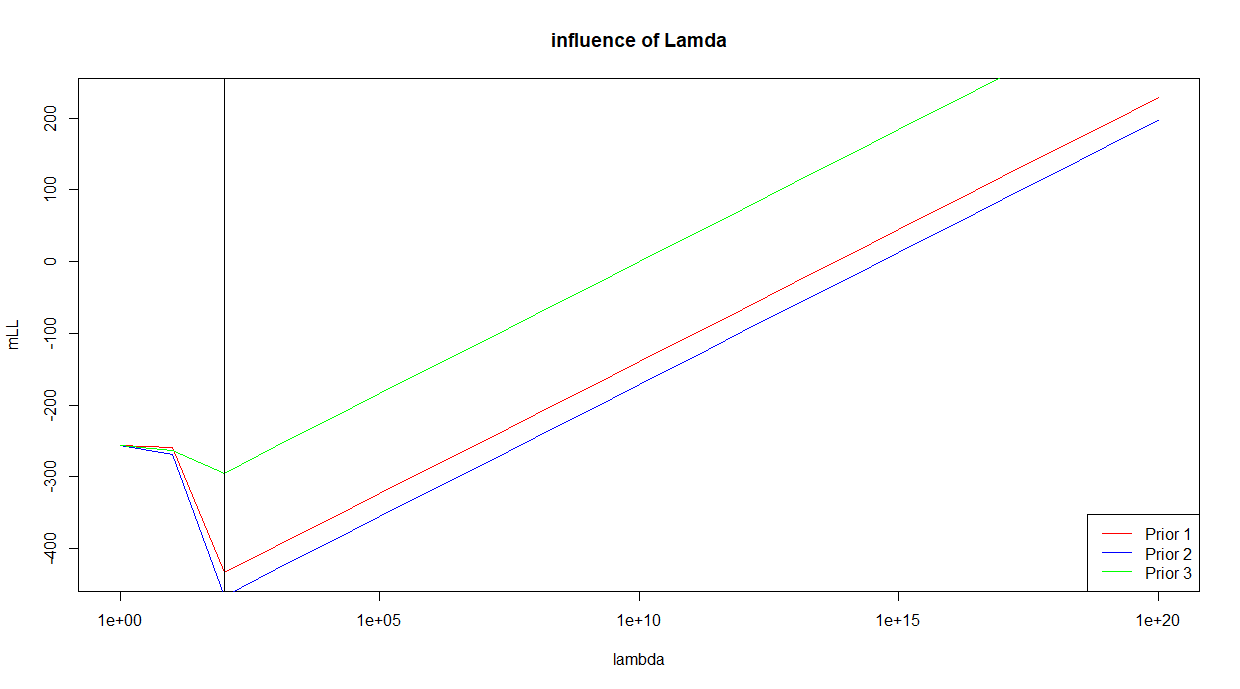 influence of Lamda
mLL
200
100
0
-100
-200
-300
-400
1e+00
1e+05
1e+10
1e+15
1e+20
lambda
Prior 1
Prior 2
Prior 3